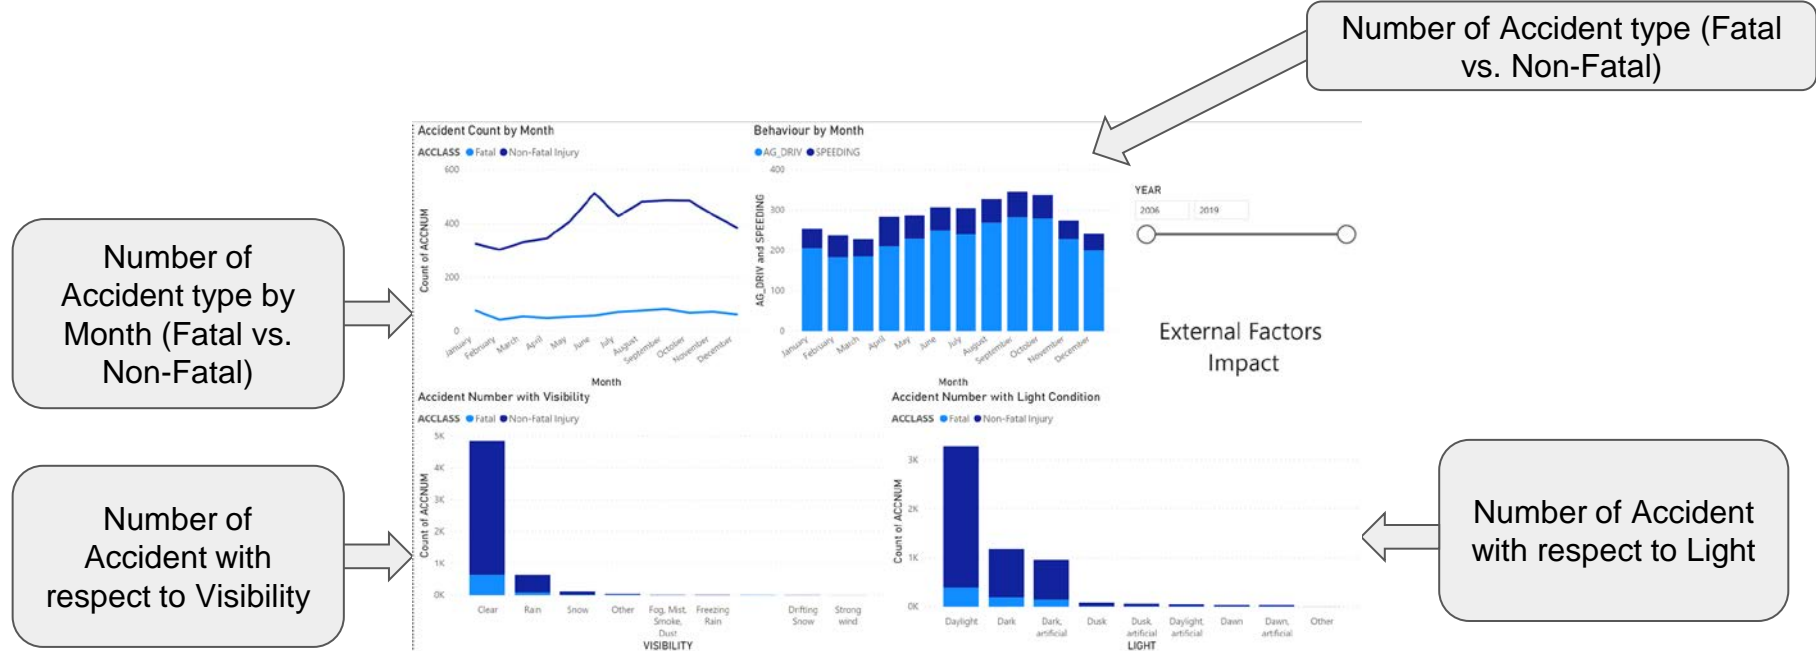 Number of Accident type (Fatal
vs. Non-Fatal)
Number of
Accident type by
Month (Fatal vs.
Non-Fatal)
Number of
Accident with
respect to Visibility
Number of Accident
with respect to Light
Accident Count by Month
ACCLASS Fatal Non-Fatal Injury
Count of ACCNUM
600
400
200
0
January
February
March
April
May
June
July
August
September
October
November
December
Month
Behaviour by Month
AG_DRIV SPEEDING
AG_DRIV and SPEEDING
400
300
200
100
0
January
February
March
April
May
June
July
August
September
October
November
December
Month
YEAR
2006 2019
External Factors
Impact
Accident Number with Visibility
ACCLASS Fatal Non-Fatal Injury
Count of ACCNUM
5K
4K
3K
2K
1K
0K
Clear
Rain
Snow
Other
Fog, Mist,
Smoke,
Dust
Freezing
Rain
Drifting
Snow
Strong
wind
VISIBILITY
Accident Number with Light Condition
ACCLASS Fatal Non-Fatal Injury
Count of ACCNUM
3K
2K
1K
0K
Daylight
Dark
Dark,
artificial
Dusk
Dusk,
artificial
Daylight,
artificial
Dawn
Dawn,
artificial
Other
LIGHT